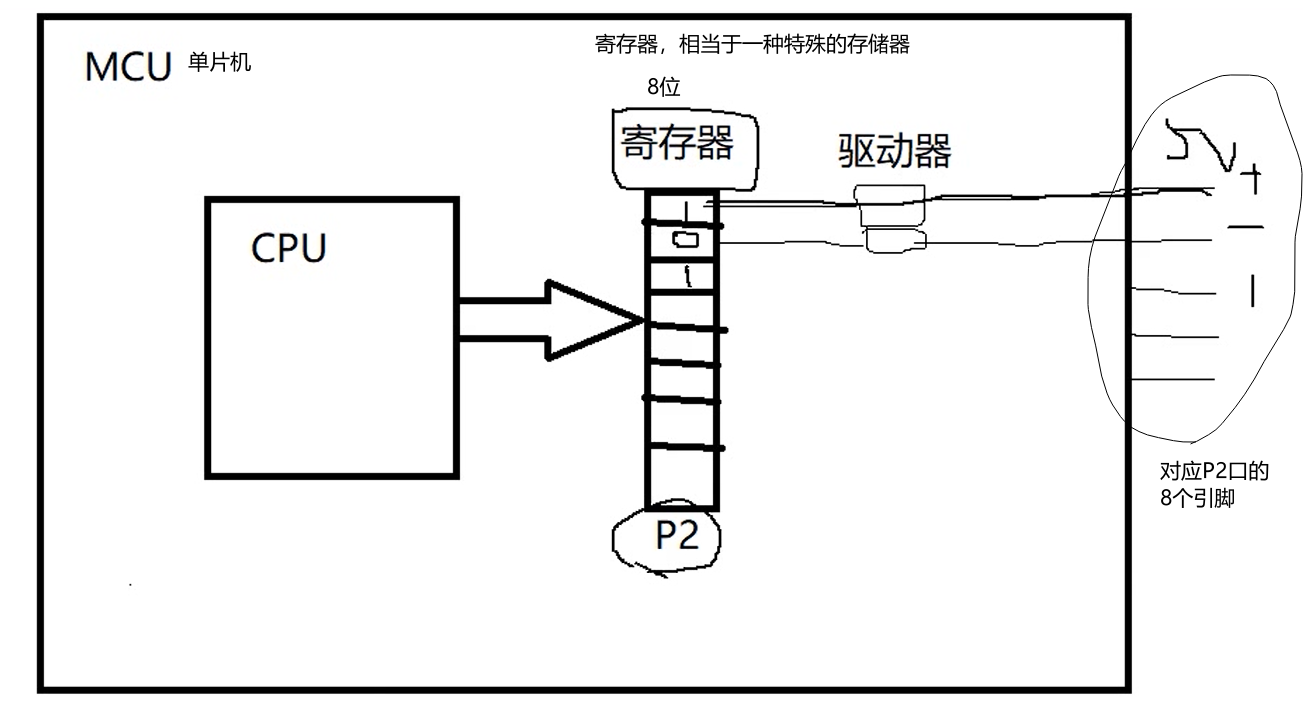 寄存器，相当于一种特殊的存储器
MCU 单片机
8位
寄存器
驱动器
5V
+
1
0
1
CPU
-
1
P2
对应P2口的
8个引脚